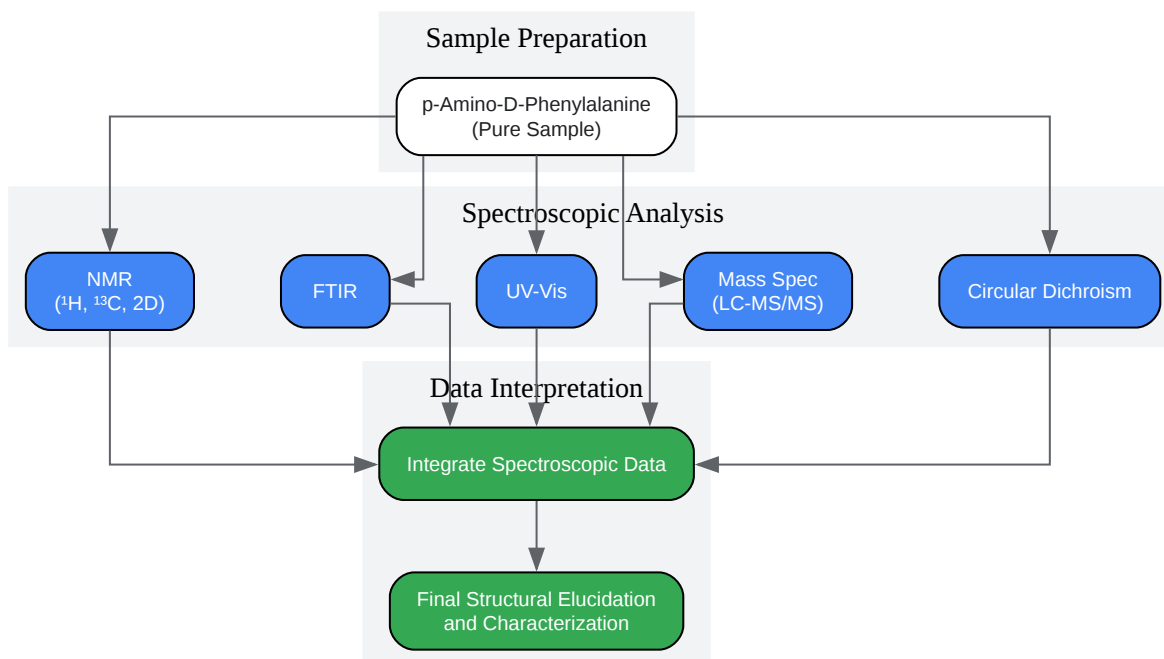 Sample Preparation
p-Amino-D-Phenylalanine
(Pure Sample)
Spectroscopic Analysis
NMR
(¹H, ¹³C, 2D)
FTIR
UV-Vis
Mass Spec
(LC-MS/MS)
Circular Dichroism
Data Interpretation
Integrate Spectroscopic Data
Final Structural Elucidation
and Characterization